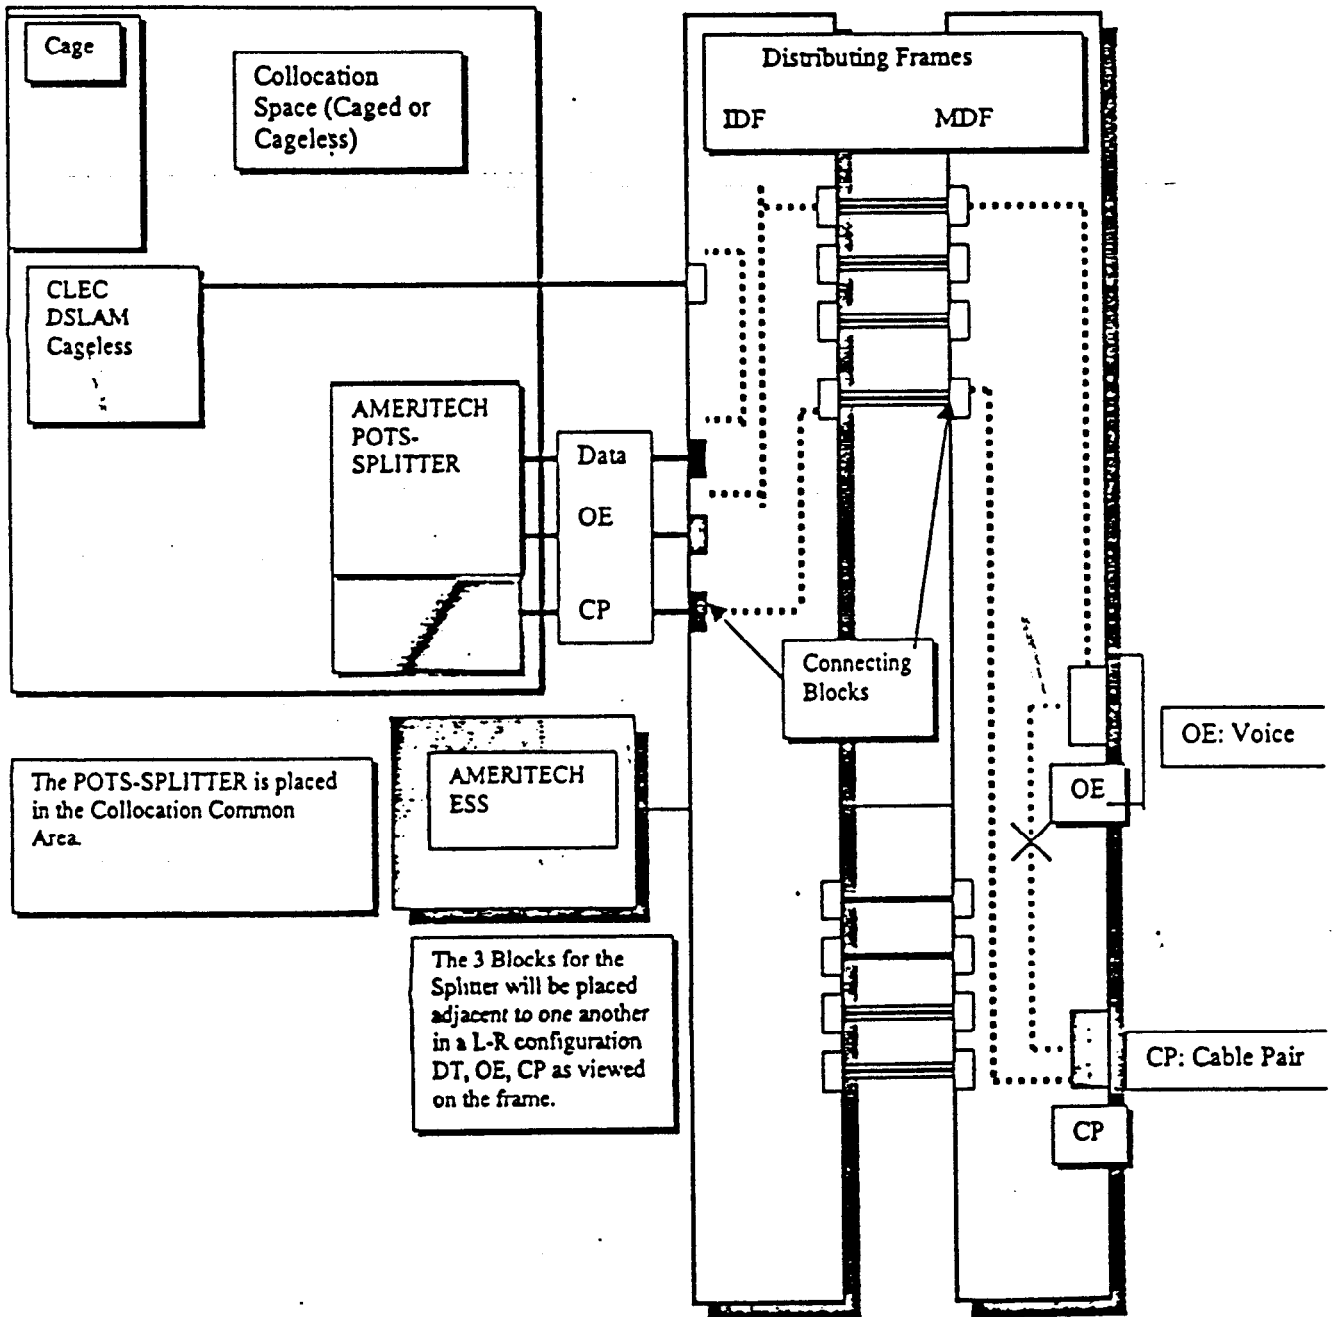 Cage
Collocation
Space (Caged or
Cageless)
Distributing Frames
IDF MDF
CLEC
DSLAM
Cageless
AMERITECH
POTS-
SPLITTER
Data
OE
CP
Connecting
Blocks
OE: Voice
OE
The POTS-SPLITTER is placed
in the Collocation Common
Area.
AMERITECH
ESS
The 3 Blocks for the
Splitter will be placed
adjacent to one another
in a L-R configuration
DT, OE, CP as viewed
on the frame.
CP: Cable Pair
CP